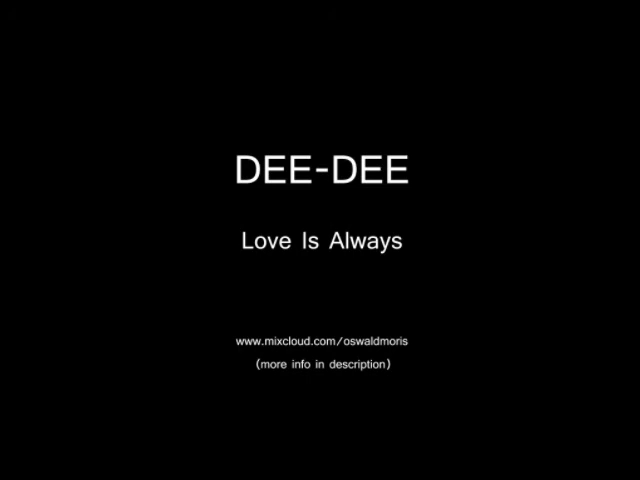 DEE-DEE
Love Is Always
www.mixcloud.com/oswaldmoris
(more info in description)